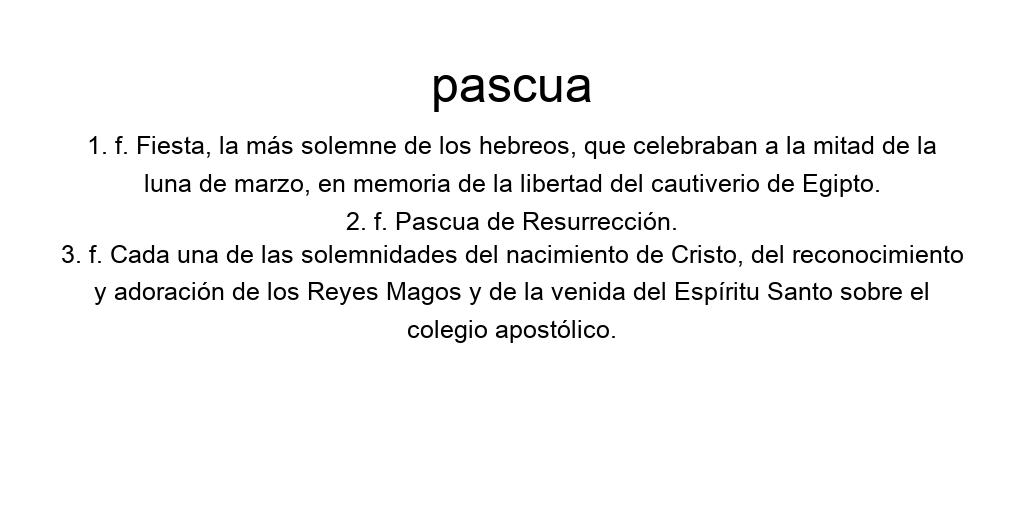 pascua
1. f. Fiesta, la más solemne de los hebreos, que celebraban a la mitad de la
luna de marzo, en memoria de la libertad del cautiverio de Egipto.
2. f. Pascua de Resurrección.
3. f. Cada una de las solemnidades del nacimiento de Cristo, del reconocimiento
y adoración de los Reyes Magos y de la venida del Espíritu Santo sobre el
colegio apostólico.